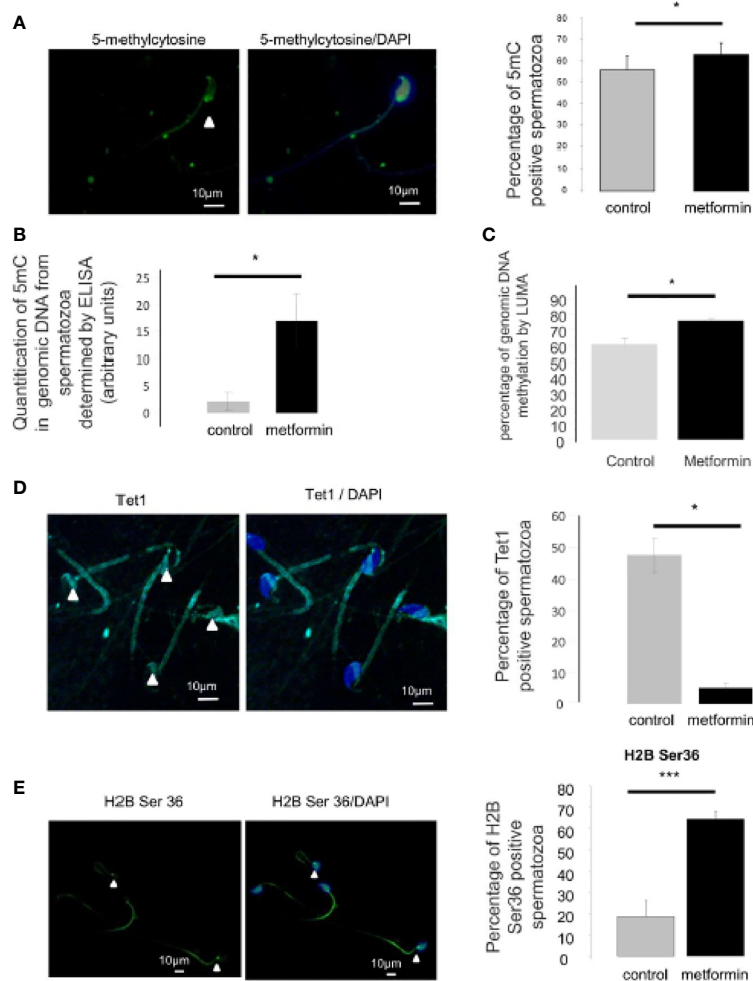 A
5-methylcytosine
5-methylcytosine/DAPI
10µm
10µm
Percentage of 5mC
positive spermatozoa
80
70
60
50
40
30
20
10
0
*
control
metformin
B
Quantitication of 5mC
in genomic DNA from
spermatozoa
determined by ELISA
(arbitrary units)
25
20
15
10
5
0
*
control
metformin
C
percentage of genomic DNA
methylation by LUMA
90
80
70
60
50
40
30
20
10
0
*
Control
Metformin
D
Tet1
Tet1 / DAPI
10µm
10µm
Percentage of Tet1
positive spermatozoa
60
50
40
30
20
10
0
*
control
metformin
E
H2B Ser 36
H2B Ser 36/DAPI
10µm
10µm
H2B Ser36
Percentage of H2B
Ser36 positive
spermatozoa
80
70
60
50
40
30
20
10
0
***
control
metformin